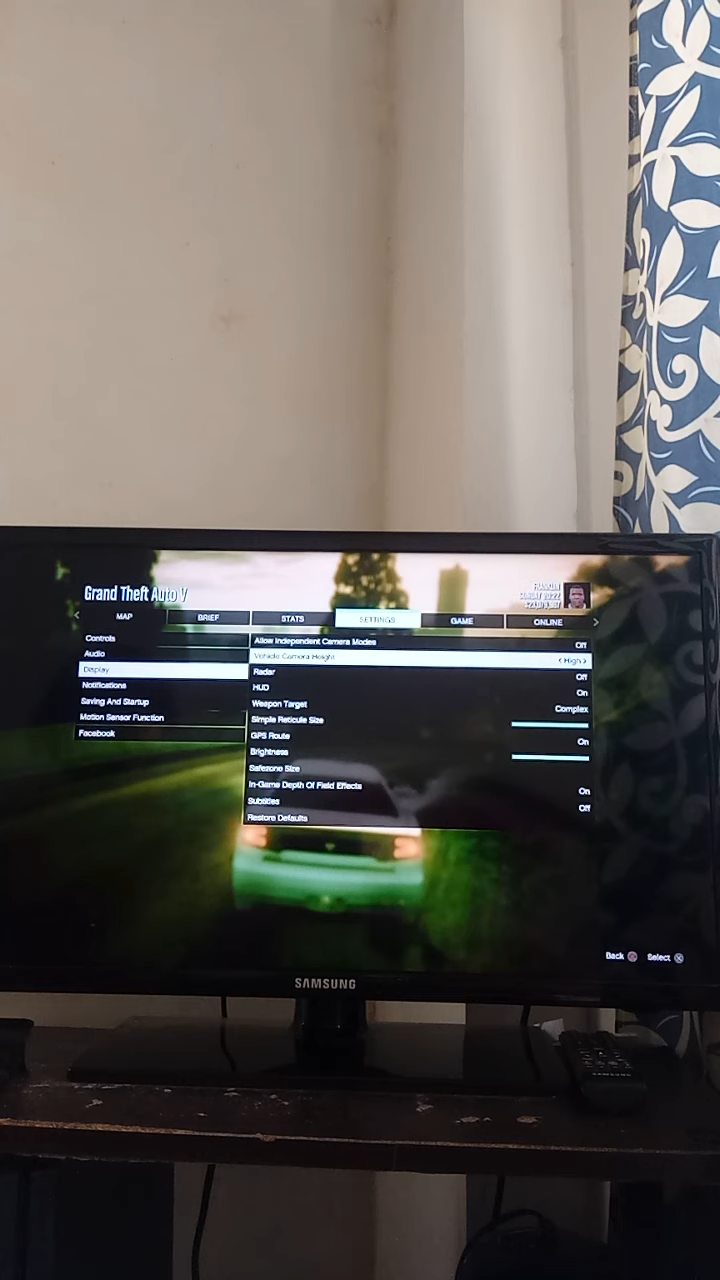 Grand Theft Auto V
FRANKLIN
MAP BRIEF STATS SETTINGS GAME ONLINE
Controls
Audio
Display
Notifications
Saving And Startup
Motion Sensor Function
Facebook
Allow Independent Camera Modes Off
Vehicle Camera Height High
Radar Off
HUD On
Weapon Target Complex
Simple Reticule Size
GPS Route On
Brightness
Safezone Size
In-Game Depth Of Field Effects On
Subtitles Off
Restore Defaults
Back Select
SAMSUNG
SAMSUNG